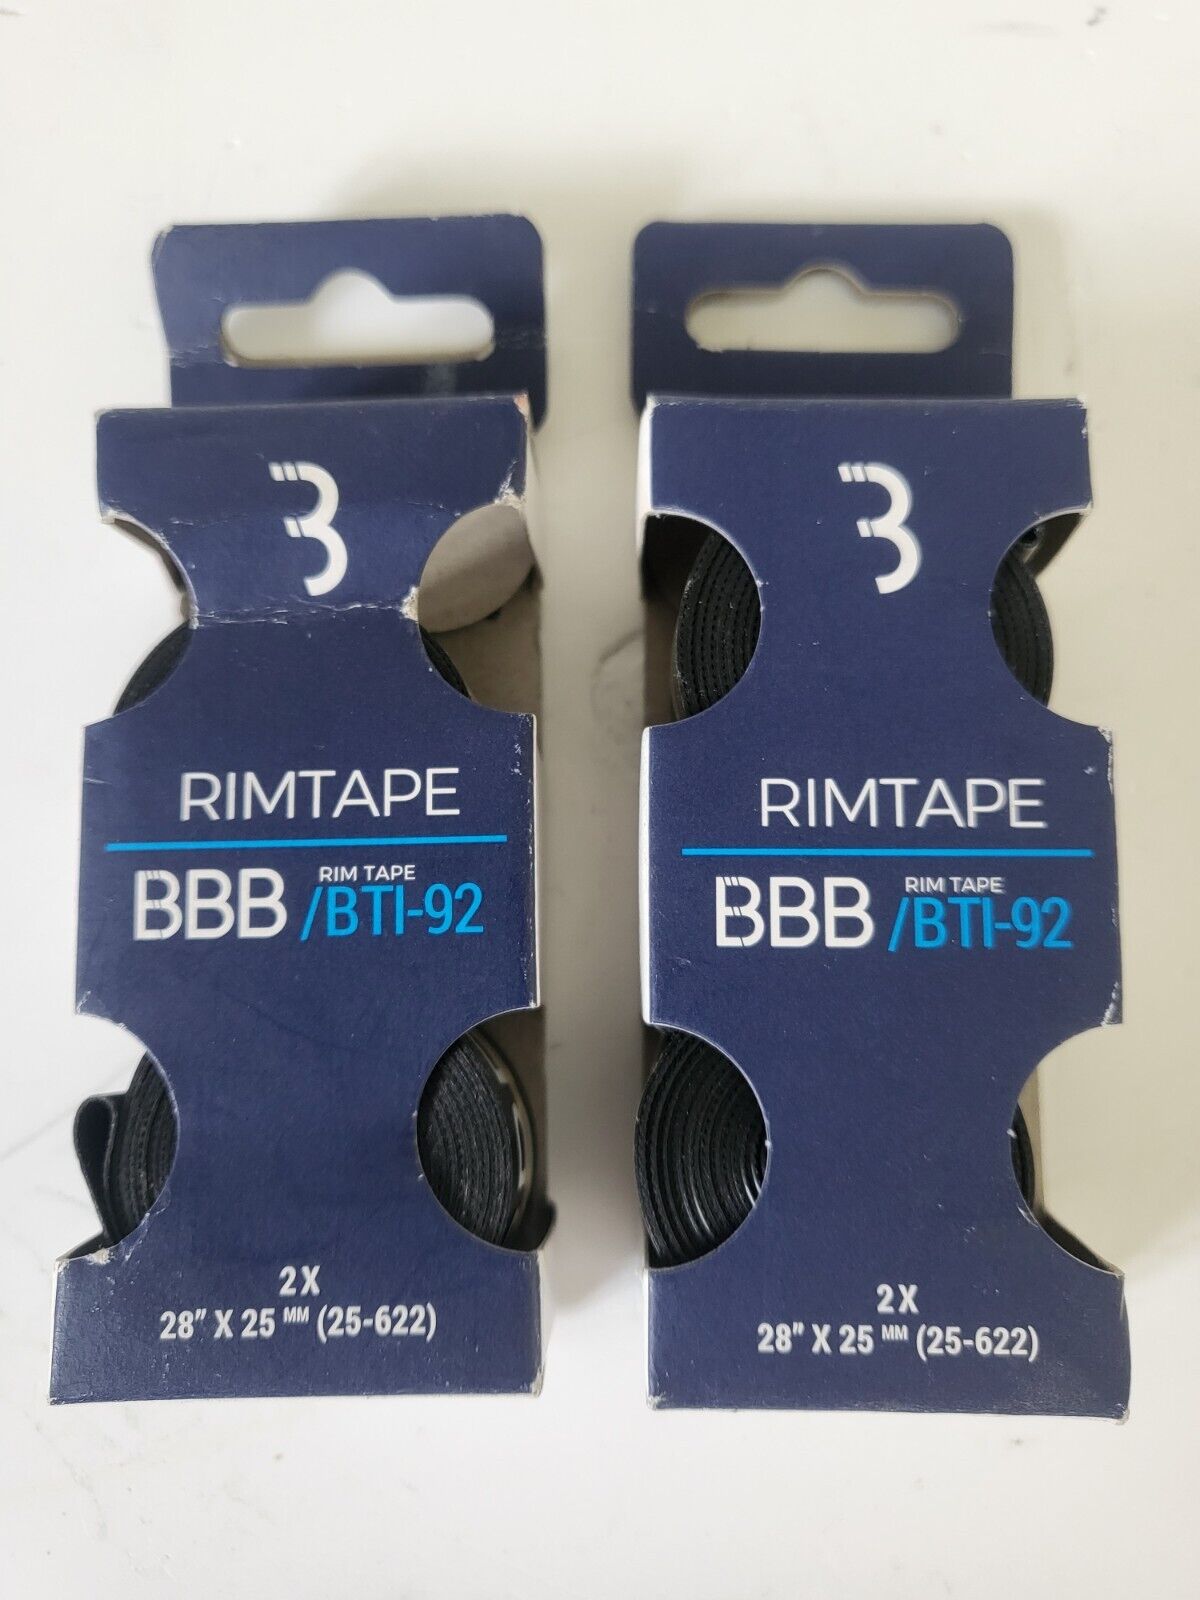 B
RIMTAPE
BBB RIM TAPE
/BTI-92
2X
28" X 25 MM (25-622)
B
RIMTAPE
BBB RIM TAPE
/BTI-92
2X
28" X 25 MM (25-622)